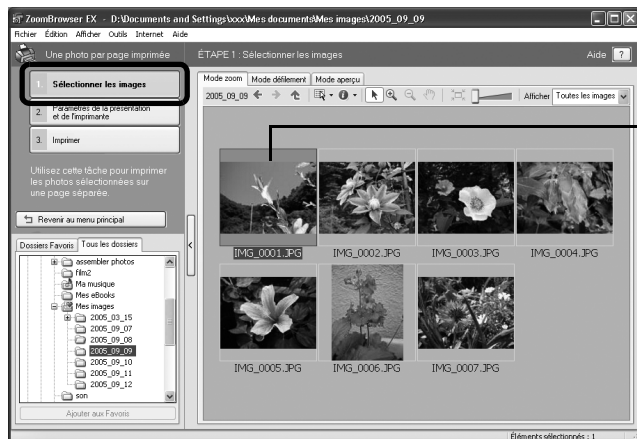 ZoomBrowser EX - D:\Documents and Settings\xxx\Mes documents\Mes images\2005_09_09
Fichier Édition Afficher Outils Internet Aide
Une photo par page imprimée
ÉTAPE 1 : Sélectionner les images
Aide ?
1. Sélectionner les images
2. Paramètres de la présentation et de l'imprimante
3. Imprimer
Utilisez cette tâche pour imprimer
les photos sélectionnées sur
une page séparée.
Revenir au menu principal
Dossiers Favoris Tous les dossiers
assembler photos
film2
Ma musique
Mes eBooks
Mes images
2005_03_15
2005_09_07
2005_09_08
2005_09_09
2005_09_10
2005_09_11
2005_09_12
son
Ajouter aux Favoris
Mode zoom Mode défilement Mode aperçu
2005_09_09
Afficher Toutes les images
IMG_0001.JPG IMG_0002.JPG IMG_0003.JPG IMG_0004.JPG
IMG_0005.JPG IMG_0006.JPG IMG_0007.JPG
Éléments sélectionnés : 1